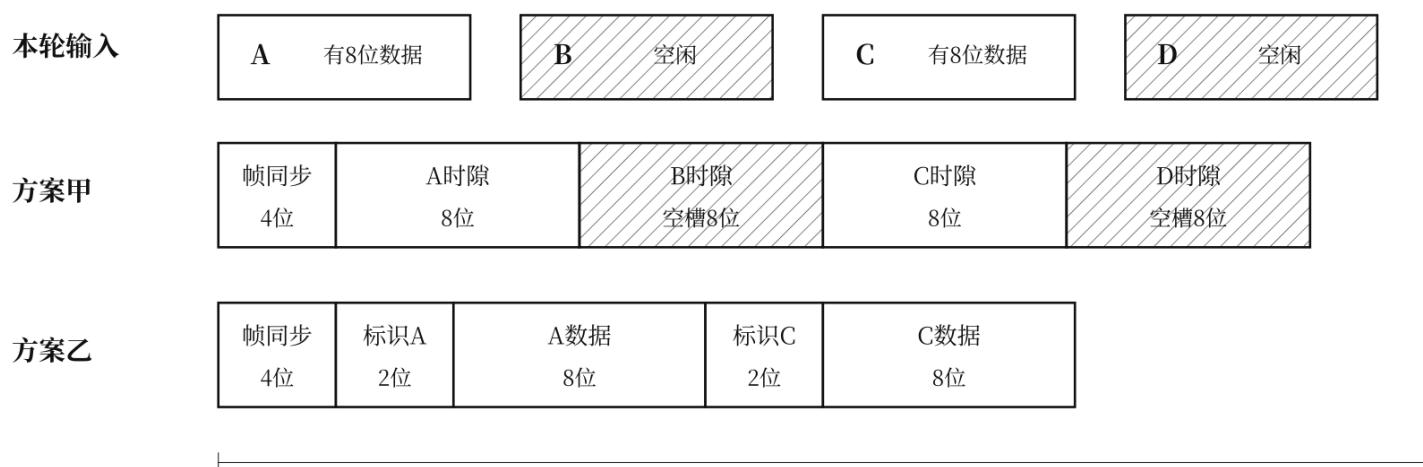 本轮输入
A 有8位数据
B 空闲
C 有8位数据
D 空闲
方案甲
帧同步
4位
A时隙
8位
B时隙
空槽8位
C时隙
8位
D时隙
空槽8位
方案乙
帧同步
4位
标识A
2位
A数据
8位
标识C
2位
C数据
8位